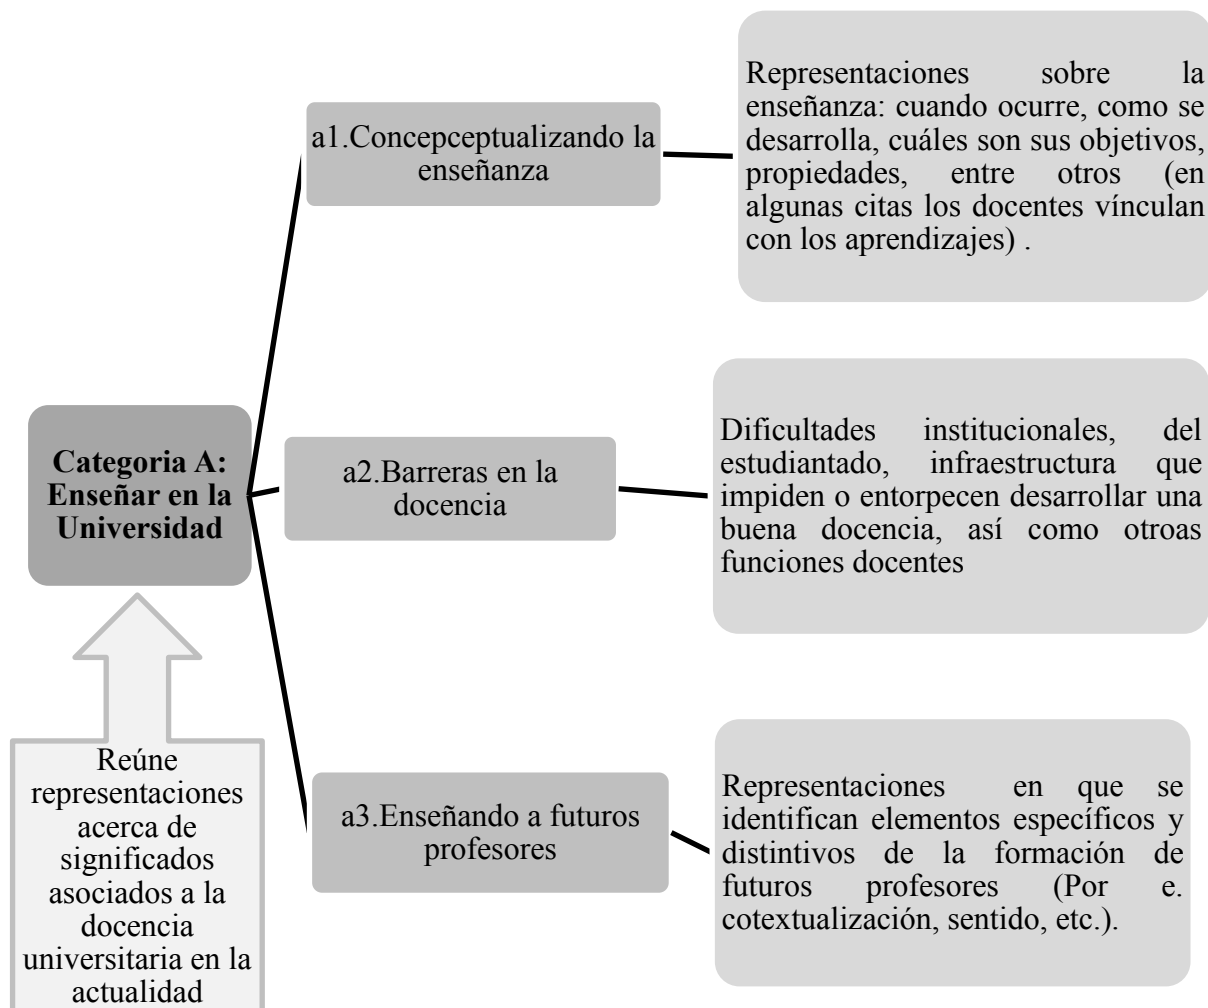 Categoria A:
Enseñar en la
Universidad
Reúne
representaciones
acerca de
significados
asociados a la
docencia
universitaria en la
actualidad
a1.Concepceptualizando la
enseñanza
Representaciones sobre la
enseñanza: cuando ocurre, como se
desarrolla, cuáles son sus objetivos,
propiedades, entre otros (en
algunas citas los docentes vínculan
con los aprendizajes) .
a2.Barreras en la
docencia
Dificultades institucionales, del
estudiantado, infraestructura que
impiden o entorpecen desarrollar una
buena docencia, así como otroas
funciones docentes
a3.Enseñando a futuros
profesores
Representaciones en que se
identifican elementos específicos y
distintivos de la formación de
futuros profesores (Por e.
cotextualización, sentido, etc.).